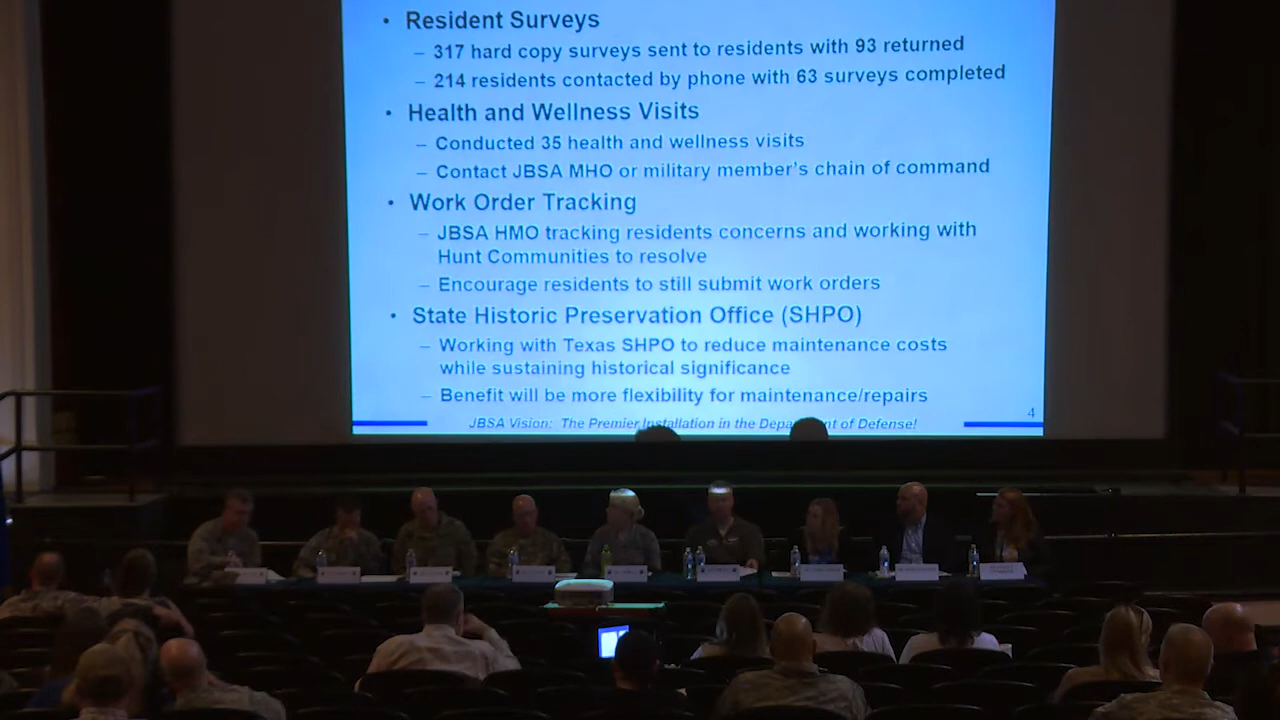 • Resident Surveys
– 317 hard copy surveys sent to residents with 93 returned
– 214 residents contacted by phone with 63 surveys completed
• Health and Wellness Visits
– Conducted 35 health and wellness visits
– Contact JBSA MHO or military member's chain of command
• Work Order Tracking
– JBSA HMO tracking residents concerns and working with
Hunt Communities to resolve
– Encourage residents to still submit work orders
• State Historic Preservation Office (SHPO)
– Working with Texas SHPO to reduce maintenance costs
while sustaining historical significance
– Benefit will be more flexibility for maintenance/repairs
4
JBSA Vision: The Premier Installation in the Department of Defense!